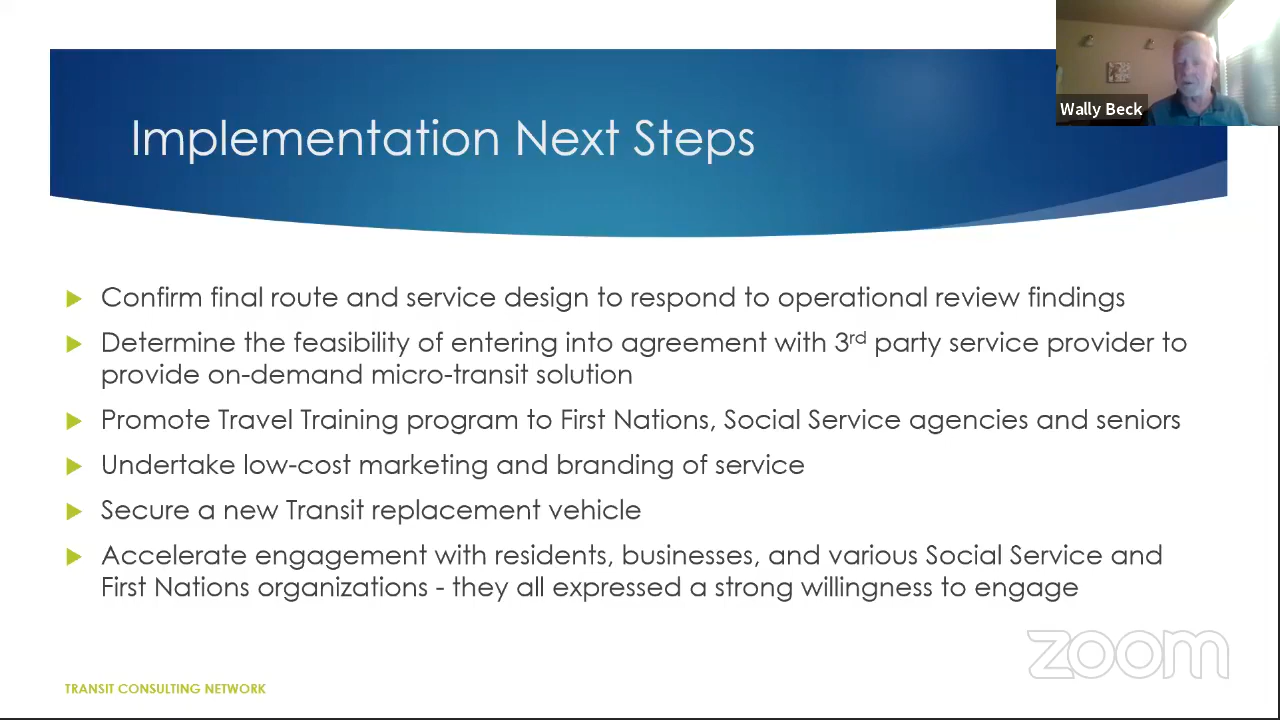 Wally Beck
Implementation Next Steps
Confirm final route and service design to respond to operational review findings
Determine the feasibility of entering into agreement with 3rd party service provider to
provide on-demand micro-transit solution
Promote Travel Training program to First Nations, Social Service agencies and seniors
Undertake low-cost marketing and branding of service
Secure a new Transit replacement vehicle
Accelerate engagement with residents, businesses, and various Social Service and
First Nations organizations - they all expressed a strong willingness to engage
zoom
TRANSIT CONSULTING NETWORK